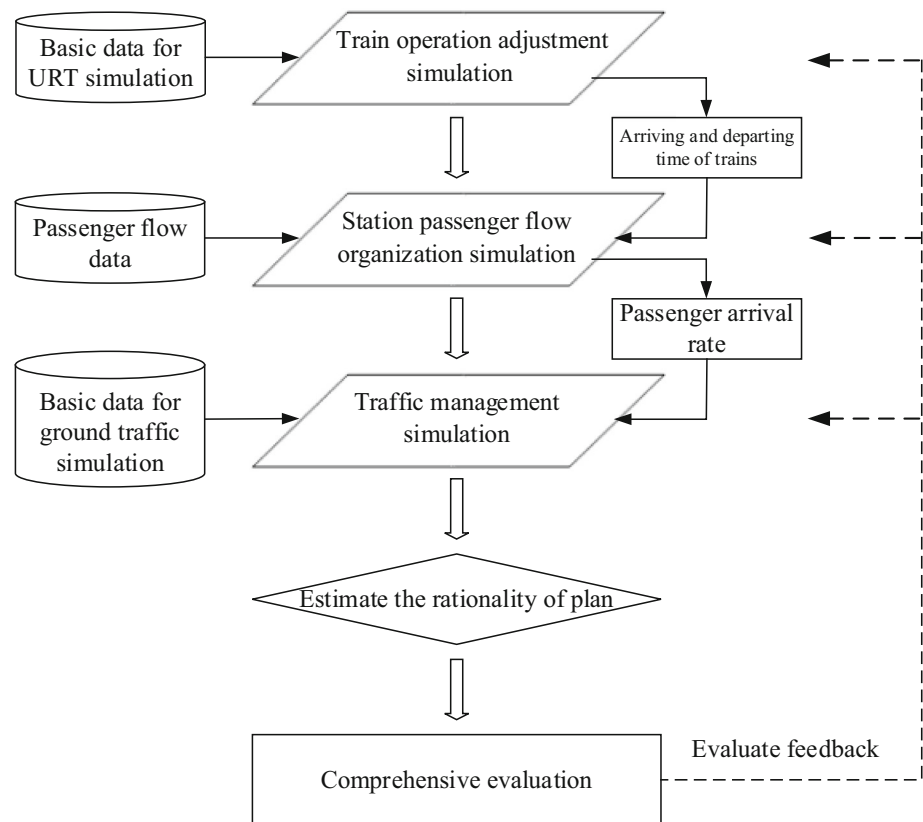 Basic data for
URT simulation
Train operation adjustment
simulation
Arriving and departing
time of trains
Passenger flow
data
Station passenger flow
organization simulation
Passenger arrival
rate
Basic data for
ground traffic
simulation
Traffic management
simulation
Estimate the rationality of plan
Comprehensive evaluation
Evaluate feedback